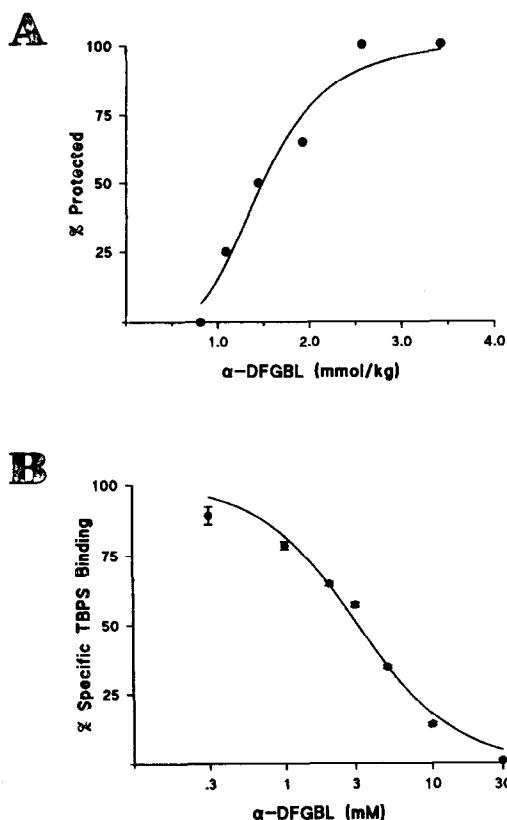 A
100
75
50
25
% Protected
1.0
2.0
3.0
4.0
α-DFGBL (mmol/kg)
B
100
75
50
25
% Specific TBPS Binding
.3
1
3
10
30
α-DFGBL (mM)